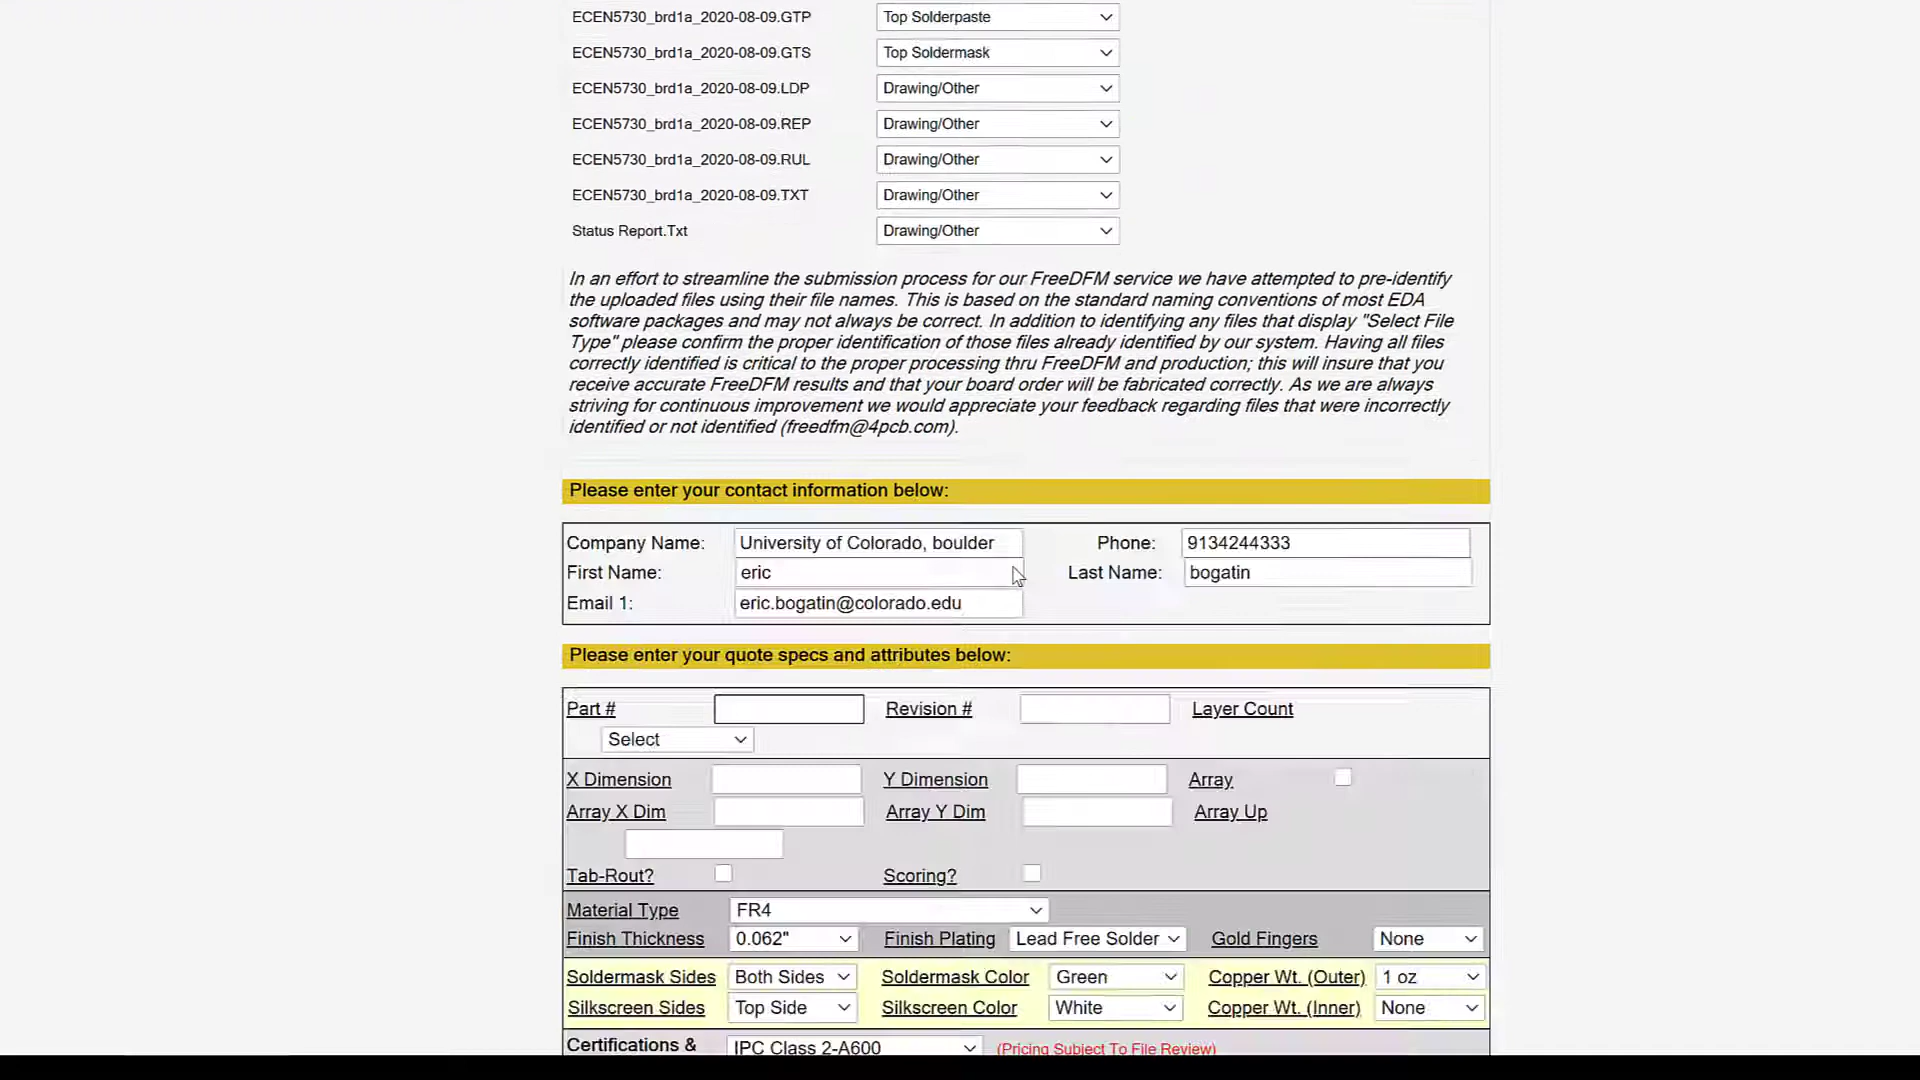 ECEN5730_brd1a_2020-08-09.GTP Top Solderpaste
ECEN5730_brd1a_2020-08-09.GTS Top Soldermask
ECEN5730_brd1a_2020-08-09.LDP Drawing/Other
ECEN5730_brd1a_2020-08-09.REP Drawing/Other
ECEN5730_brd1a_2020-08-09.RUL Drawing/Other
ECEN5730_brd1a_2020-08-09.TXT Drawing/Other
Status Report.Txt Drawing/Other
In an effort to streamline the submission process for our FreeDFM service we have attempted to pre-identify
the uploaded files using their file names. This is based on the standard naming conventions of most EDA
software packages and may not always be correct. In addition to identifying any files that display "Select File
Type" please confirm the proper identification of those files already identified by our system. Having all files
correctly identified is critical to the proper processing thru FreeDFM and production; this will insure that you
receive accurate FreeDFM results and that your board order will be fabricated correctly. As we are always
striving for continuous improvement we would appreciate your feedback regarding files that were incorrectly
identified or not identified (freedfm@4pcb.com).
Please enter your contact information below:
Company Name: University of Colorado, boulder Phone: 9134244333
First Name: eric Last Name: bogatin
Email 1: eric.bogatin@colorado.edu
Please enter your quote specs and attributes below:
Part # Revision # Layer Count
Select
X Dimension Y Dimension Array
Array X Dim Array Y Dim Array Up
Tab-Rout? Scoring?
Material Type FR4
Finish Thickness 0.062" Finish Plating Lead Free Solder Gold Fingers None
Soldermask Sides Both Sides Soldermask Color Green Copper Wt. (Outer) 1 oz
Silkscreen Sides Top Side Silkscreen Color White Copper Wt. (Inner) None
Certifications & IPC Class 2-A600 (Pricing Subject To File Review)